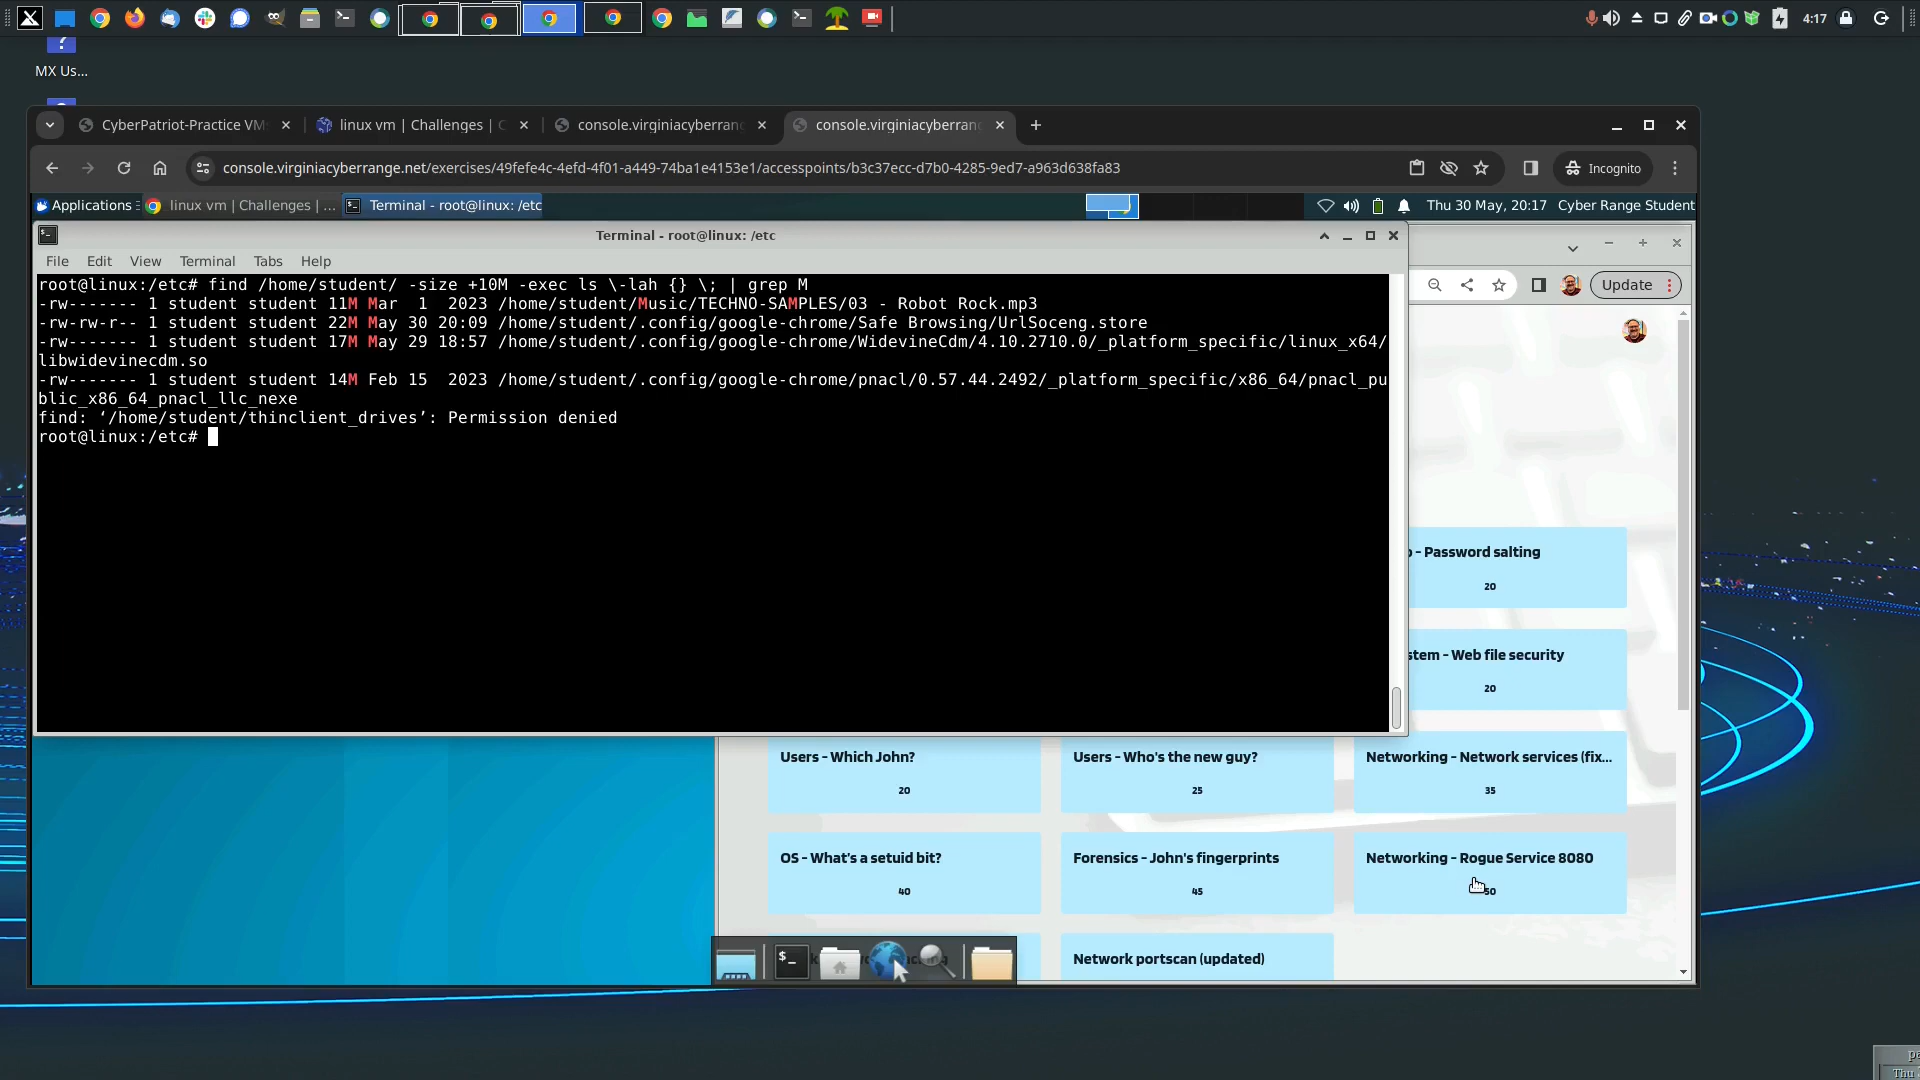 4:17
MX Us...
CyberPatriot-Practice VMs
linux vm | Challenges | C
console.virginiacyberrang
console.virginiacyberrang
console.virginiacyberrange.net/exercises/49fefe4c-4efd-4f01-a449-74ba1e4153e1/accesspoints/b3c37ecc-d7b0-4285-9ed7-a963d638fa83
Incognito
Applications
linux vm | Challenges | ...
Terminal - root@linux: /etc
Thu 30 May, 20:17
Cyber Range Student
Terminal - root@linux: /etc
File Edit View Terminal Tabs Help
Update
root@linux:/etc# find /home/student/ -size +10M -exec ls \-lah {} \; | grep M
-rw------- 1 student student 11M Mar  1  2023 /home/student/Music/TECHNO-SAMPLES/03 - Robot Rock.mp3
-rw-rw-r-- 1 student student 22M May 30 20:09 /home/student/.config/google-chrome/Safe Browsing/UrlSoceng.store
-rw------- 1 student student 17M May 29 18:57 /home/student/.config/google-chrome/WidevineCdm/4.10.2710.0/_platform_specific/linux_x64/
libwidevinecdm.so
-rw------- 1 student student 14M Feb 15  2023 /home/student/.config/google-chrome/pnacl/0.57.44.2492/_platform_specific/x86_64/pnacl_pu
blic_x86_64_pnacl_llc_nexe
find: ‘/home/student/thinclient_drives’: Permission denied
root@linux:/etc#
- Password salting
20
stem - Web file security
20
Users - Which John?
20
Users - Who's the new guy?
25
Networking - Network services (fix...
35
OS - What's a setuid bit?
40
Forensics - John's fingerprints
45
Networking - Rogue Service 8080
50
Network portscan (updated)
Thu